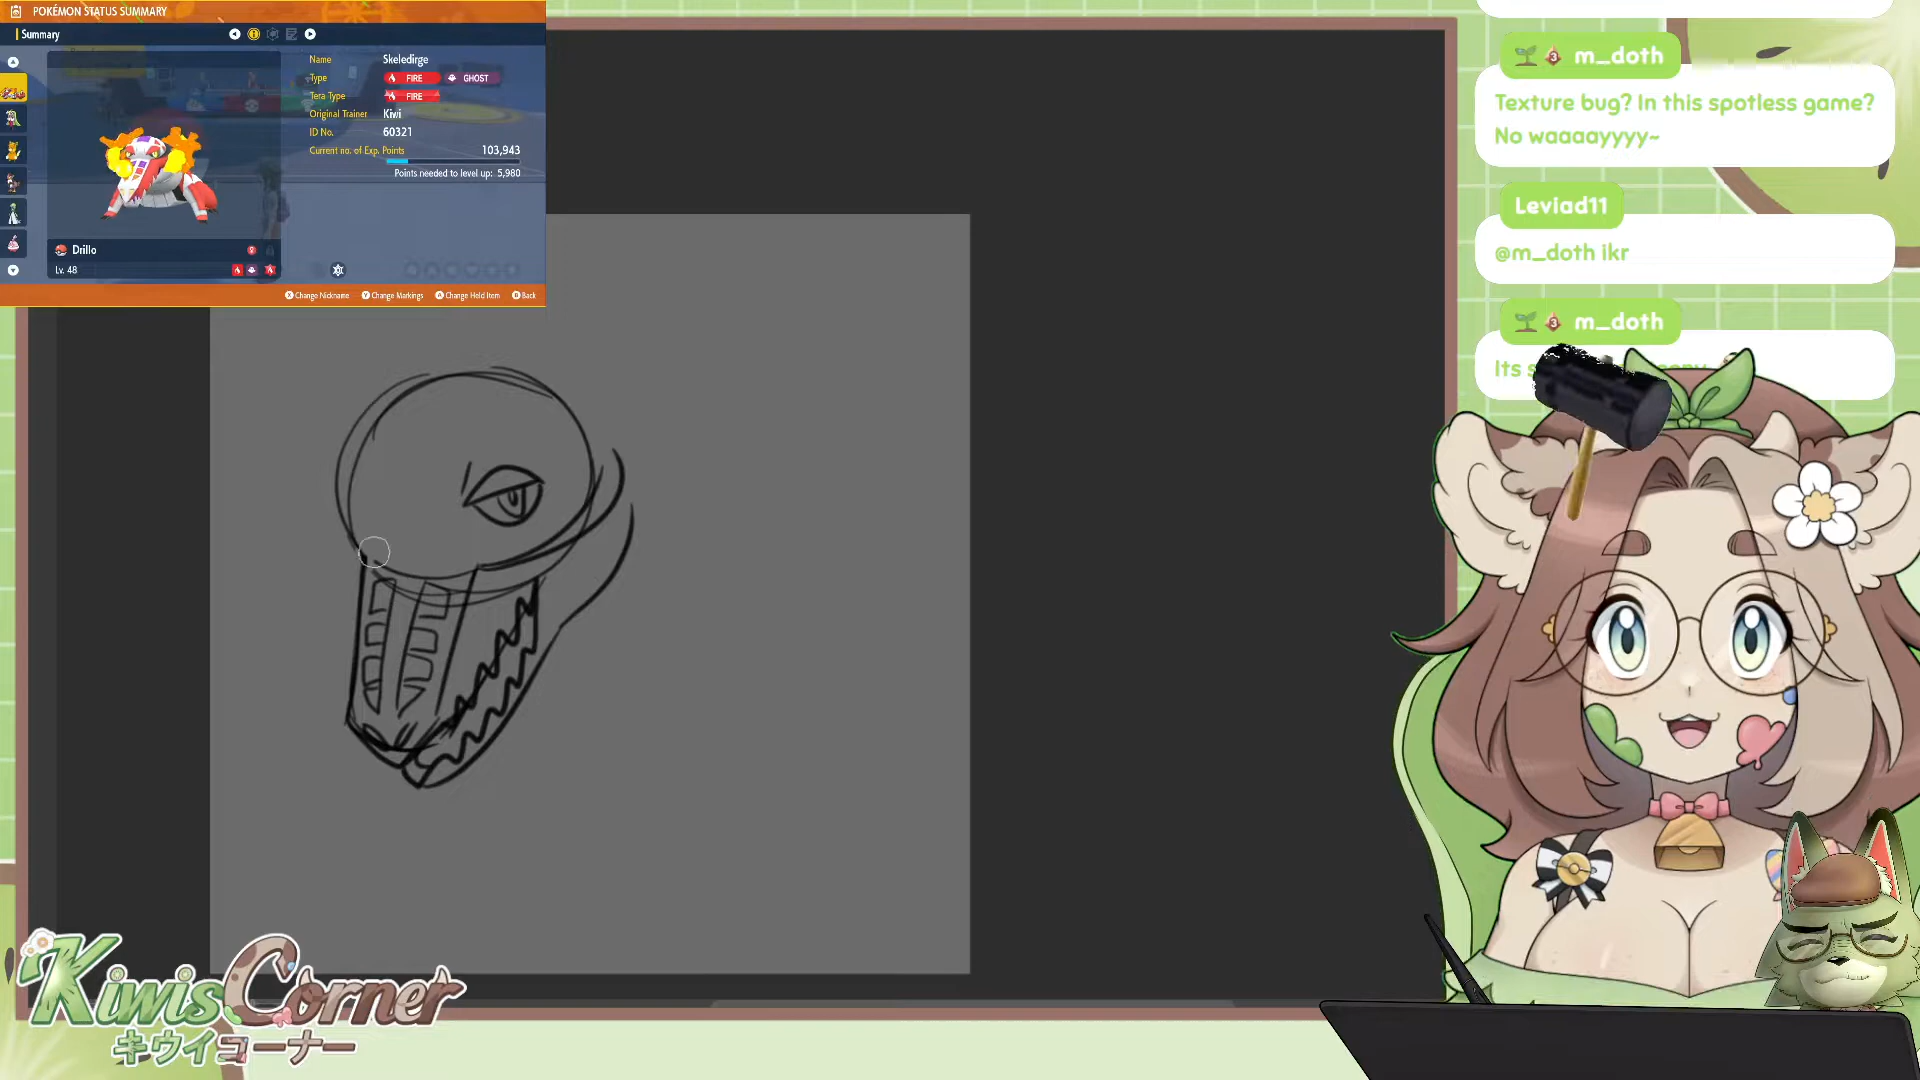 POKÉMON STATUS SUMMARY
Summary
Name Skeledirge
Type FIRE GHOST
Tera Type FIRE
Original Trainer Kiwi
ID No. 60321
Current no. of Exp. Points 103,943
Points needed to level up: 5,980
Drillo
Lv. 48
Change Nickname Change Markings Change Held Item Back
m_doth
Texture bug? In this spotless game?
No waaaayyyy~
Leviad11
@m_doth ikr
3 m_doth
Its
KiwisCorner
キウイコーナー